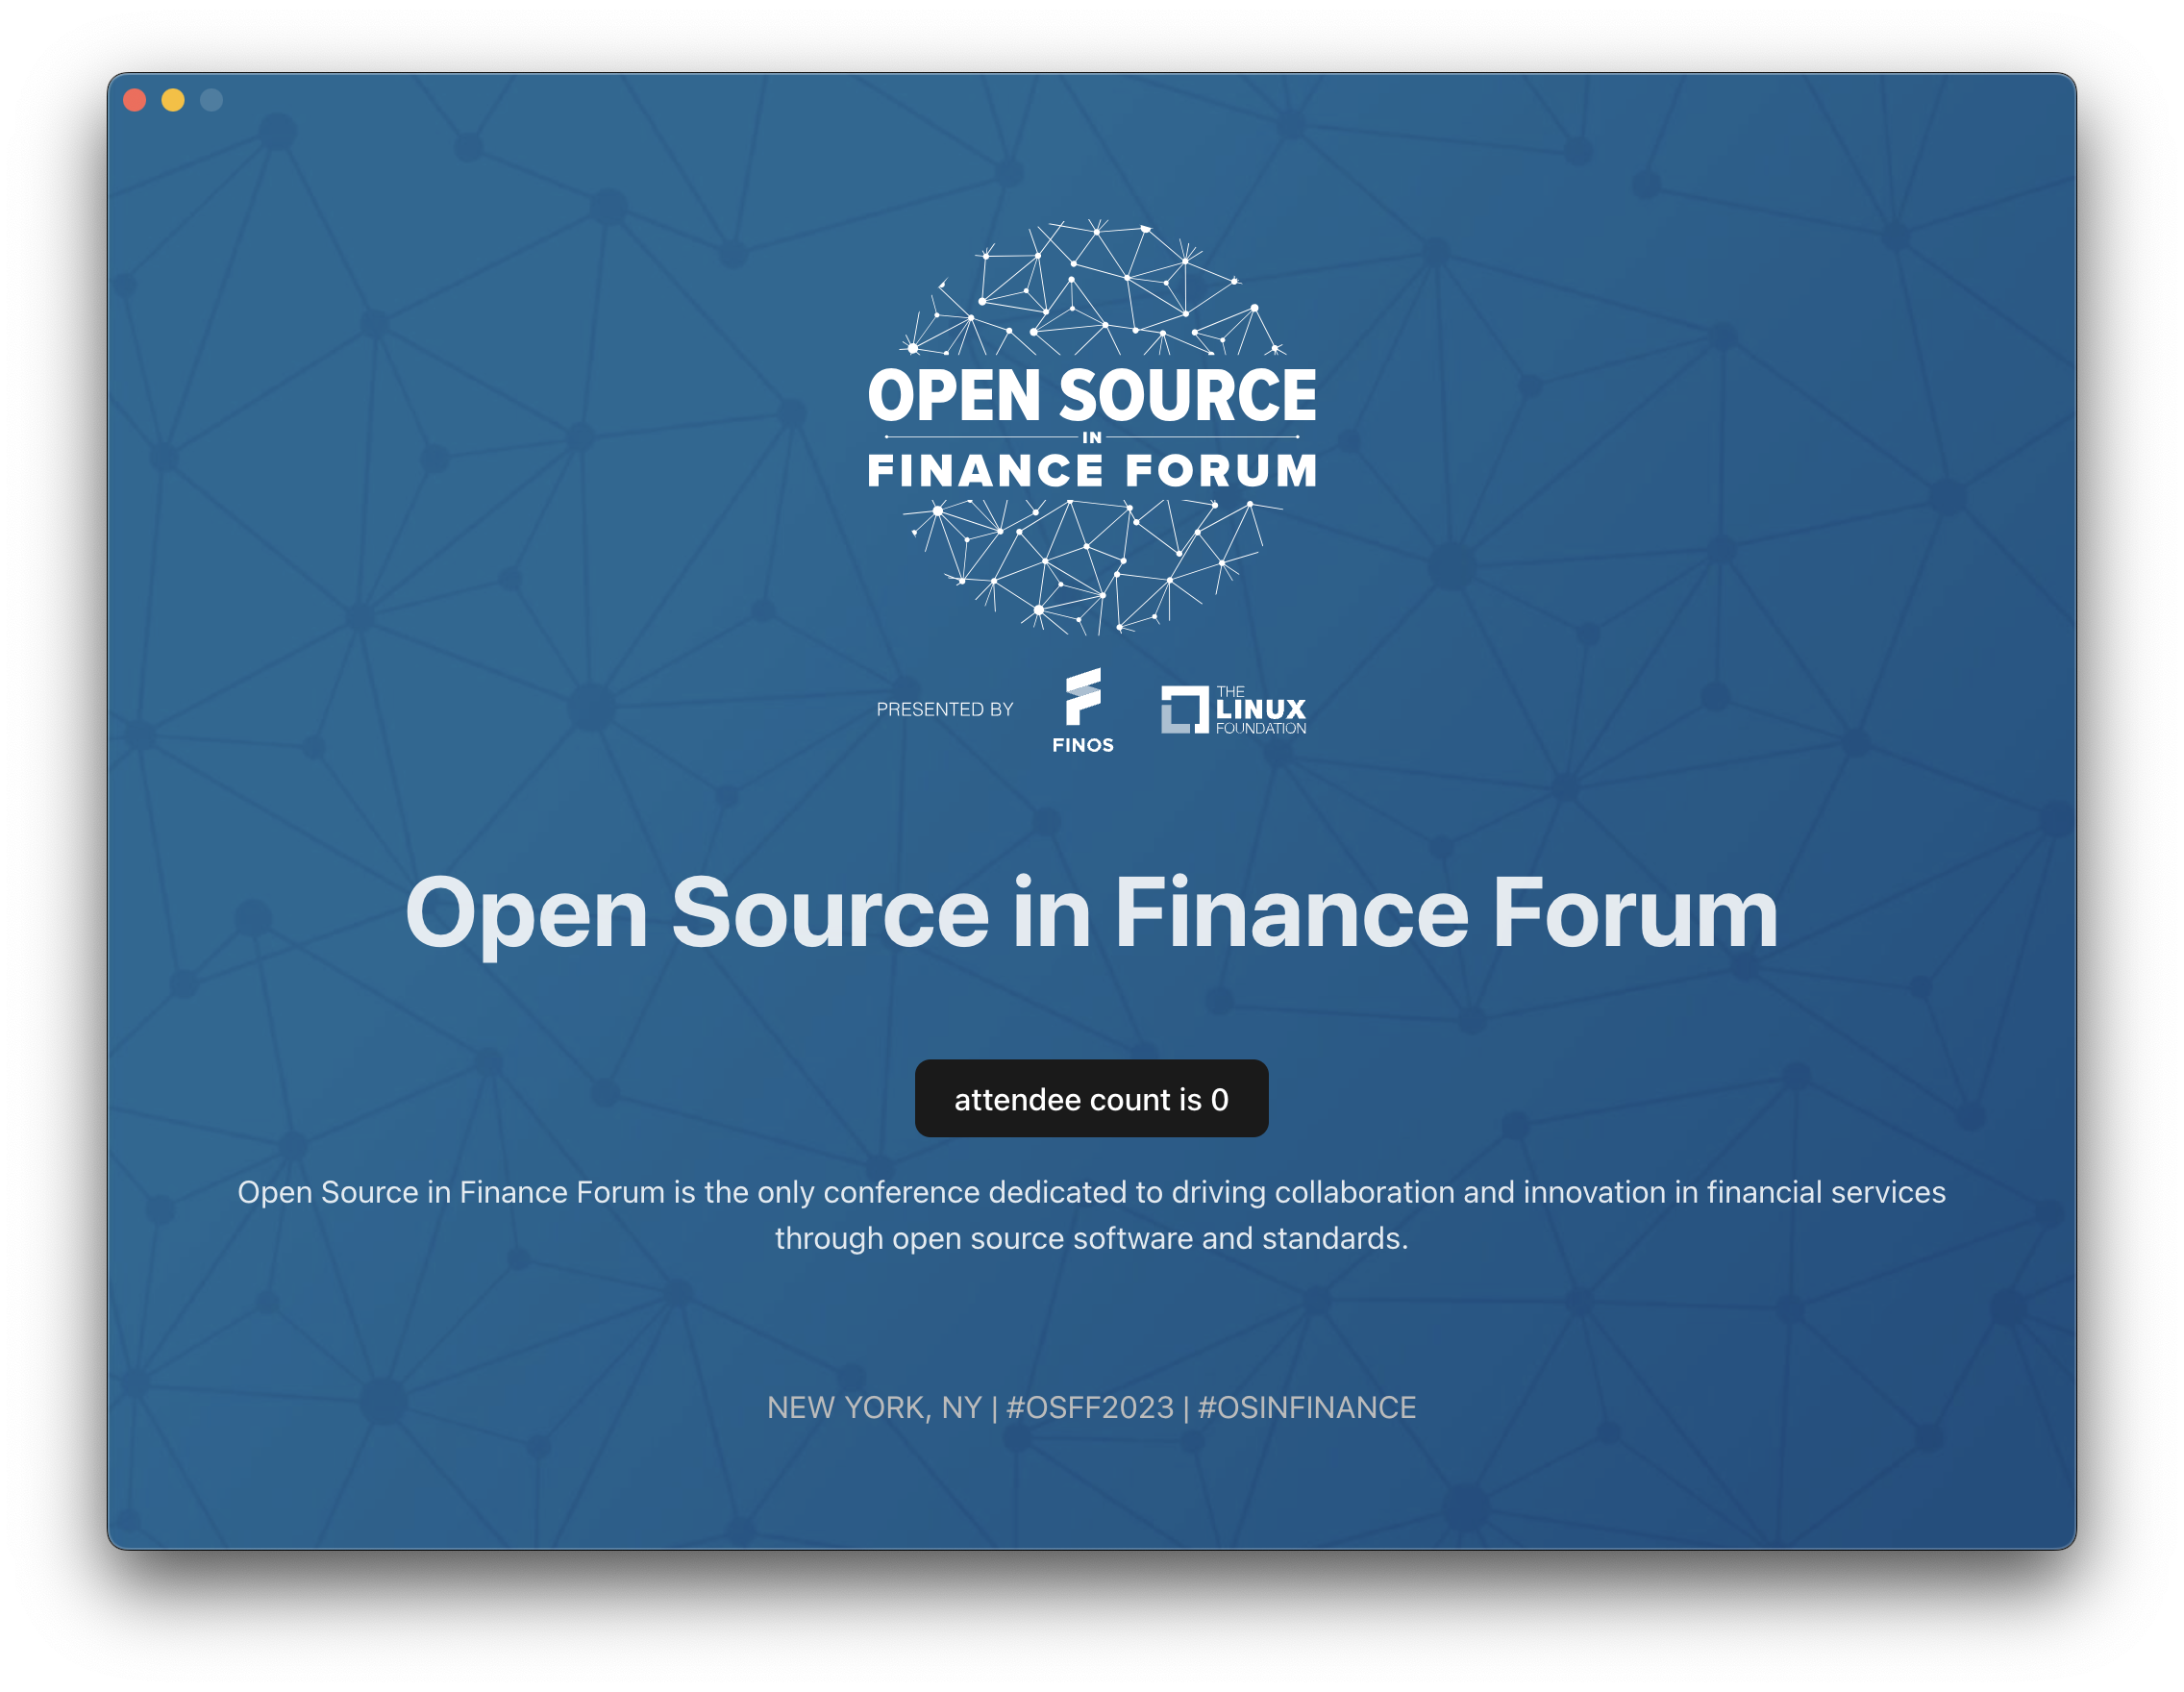 OPEN SOURCE
IN
FINANCE FORUM
PRESENTED BY
FINOS
THE
LINUX
FOUNDATION
Open Source in Finance Forum
attendee count is 0
Open Source in Finance Forum is the only conference dedicated to driving collaboration and innovation in financial services
through open source software and standards.
NEW YORK, NY | #OSFF2023 | #OSINFINANCE